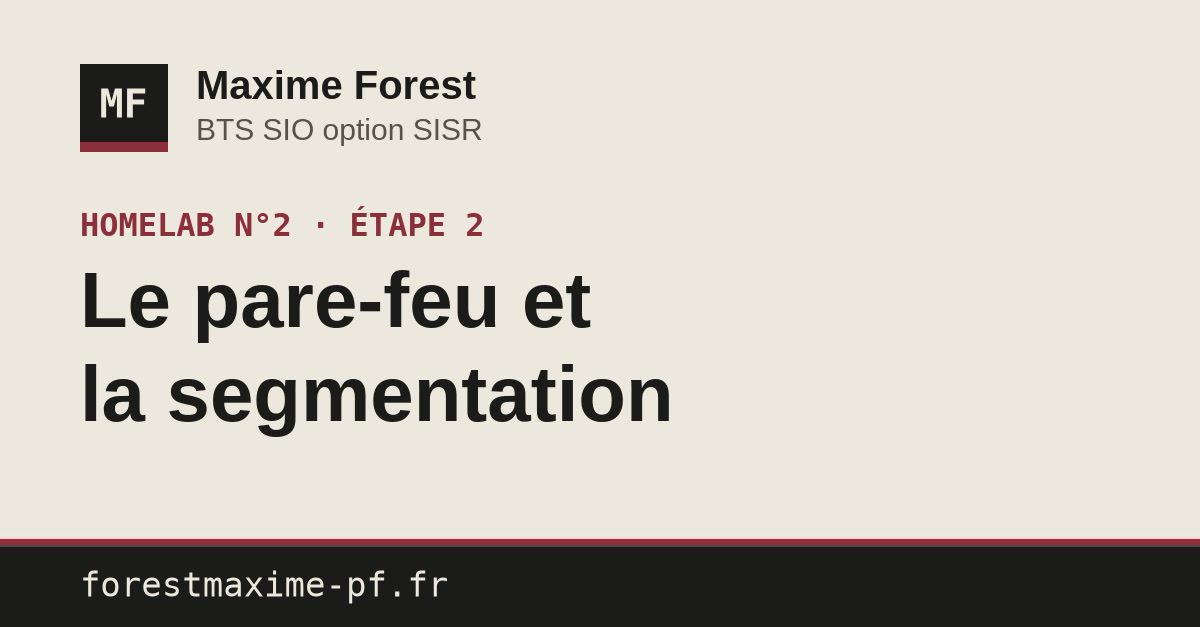 MF
Maxime Forest
BTS SIO option SISR
HOMELAB N°2 · ÉTAPE 2
Le pare-feu et
la segmentation
forestmaxime-pf.fr